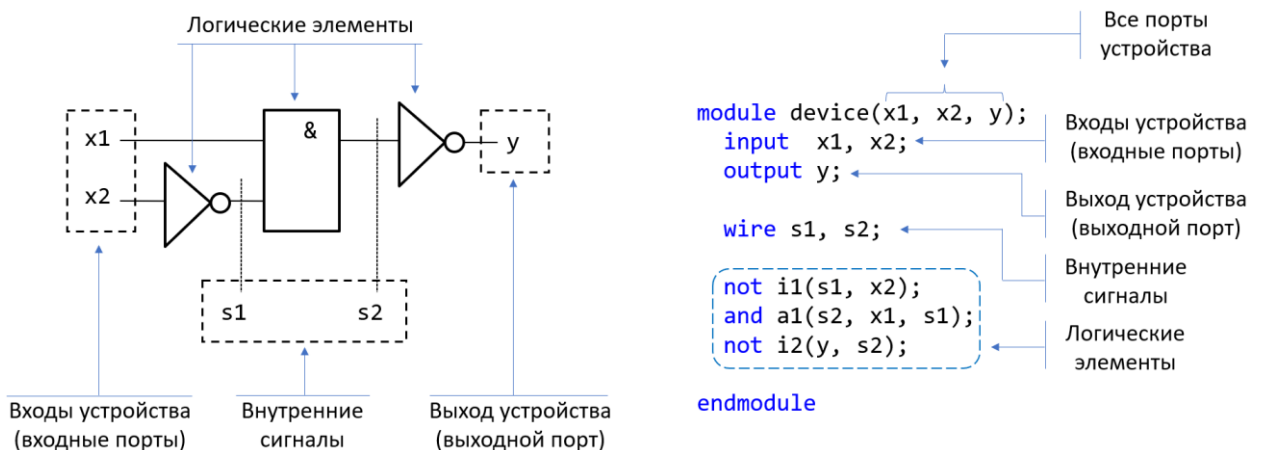 Логические элементы
x1
x2
&
y
s1
s2
Входы устройства
(входные порты)
Внутренние
сигналы
Выход устройства
(выходной порт)
Все порты
устройства
module device(x1, x2, y);
input x1, x2;
output y;
wire s1, s2;
not i1(s1, x2);
and a1(s2, x1, s1);
not i2(y, s2);
endmodule
Входы устройства
(входные порты)
Выход устройства
(выходной порт)
Внутренние
сигналы
Логические
элементы